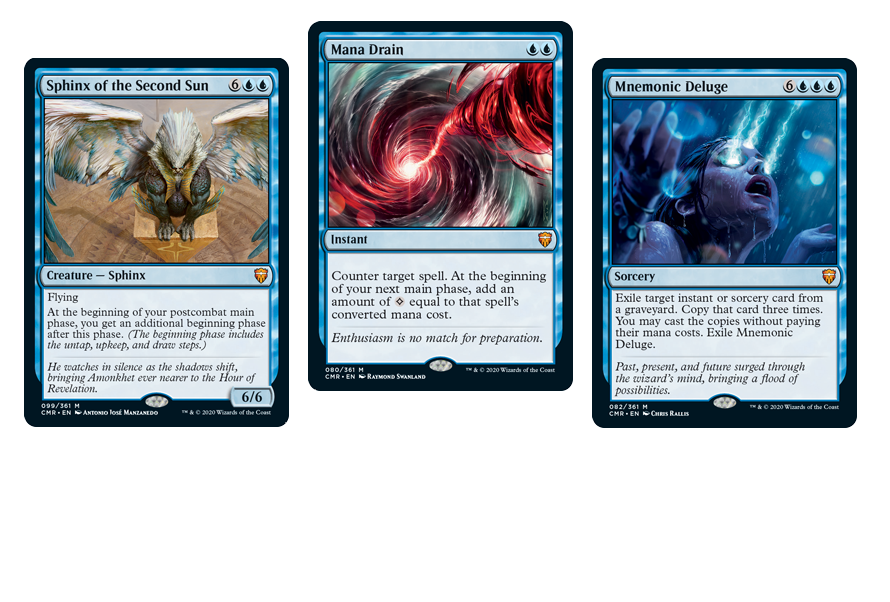 Sphinx of the Second Sun 6
Creature — Sphinx
Flying
At the beginning of your postcombat main
phase, you get an additional beginning phase
after this phase. (The beginning phase includes
the untap, upkeep, and draw steps.)
He watches in silence as the shadows shift,
bringing Amonkhet ever nearer to the Hour of
Revelation.
6/6
099/361 M
CMR • EN Antonio José Manzanedo
™ & © 2020 Wizards of the Coast
Mana Drain
Instant
Counter target spell. At the beginning
of your next main phase, add an
amount of equal to that spell's
converted mana cost.
Enthusiasm is no match for preparation.
080/361 M
CMR • EN Raymond Swanland
™ & © 2020 Wizards of the Coast
Mnemonic Deluge 6
Sorcery
Exile target instant or sorcery card from
a graveyard. Copy that card three times.
You may cast the copies without paying
their mana costs. Exile Mnemonic
Deluge.
Past, present, and future surged through
the wizard's mind, bringing a flood of
possibilities.
082/361 M
CMR • EN Chris Rallis
™ & © 2020 Wizards of the Coast